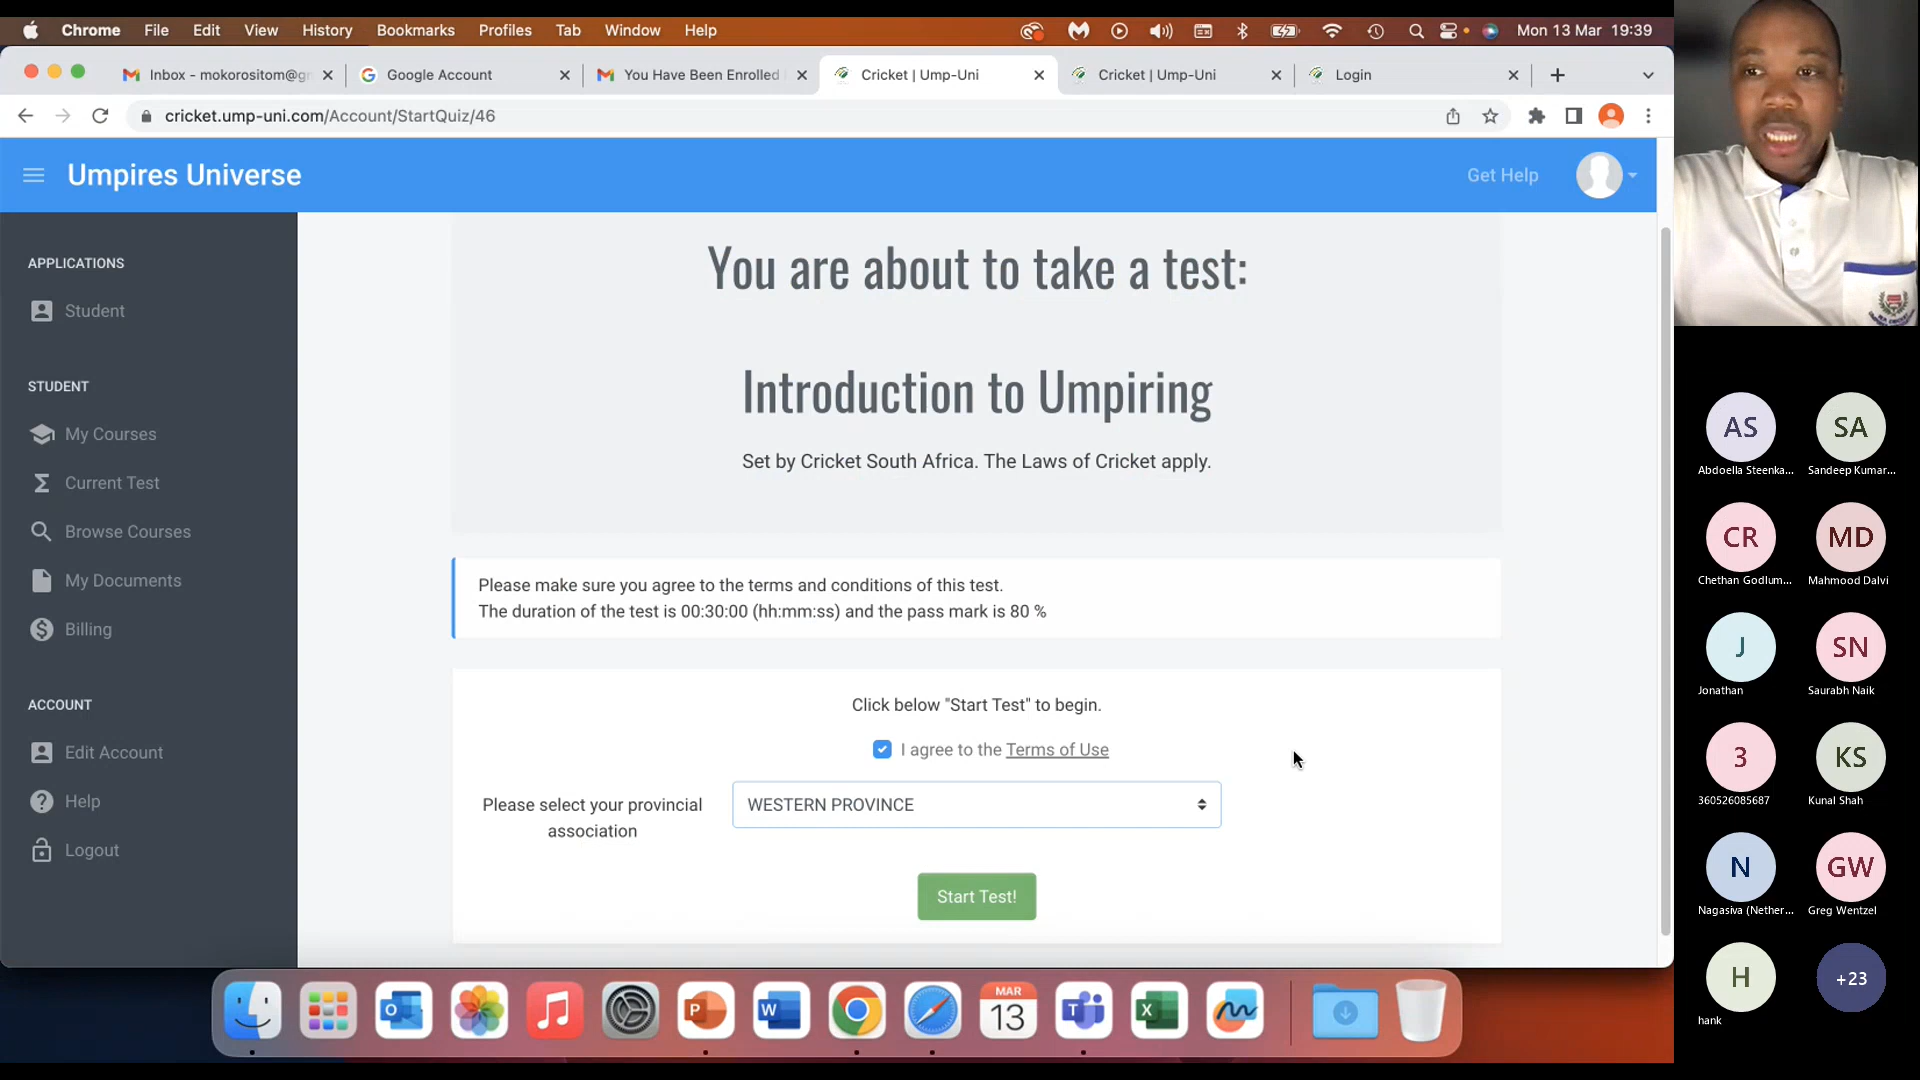 Chrome File Edit View History Bookmarks Profiles Tab Window Help
Mon 13 Mar 19:39
Inbox - mokorositom@g
Google Account
You Have Been Enrolled
Cricket | Ump-Uni
Cricket | Ump-Uni
Login
cricket.ump-uni.com/Account/StartQuiz/46
Umpires Universe
Get Help
APPLICATIONS
Student
STUDENT
My Courses
Current Test
Browse Courses
My Documents
Billing
ACCOUNT
Edit Account
Help
Logout
You are about to take a test:
Introduction to Umpiring
Set by Cricket South Africa. The Laws of Cricket apply.
Please make sure you agree to the terms and conditions of this test.
The duration of the test is 00:30:00 (hh:mm:ss) and the pass mark is 80 %
Click below "Start Test" to begin.
I agree to the Terms of Use
Please select your provincial
association
WESTERN PROVINCE
Start Test!
MAR
13
AS
Abdoella Steenka...
SA
Sandeep Kumar...
CR
Chethan Godlum...
MD
Mahmood Dalvi
J
Jonathan
SN
Saurabh Naik
3
360526085687
KS
Kunal Shah
N
Nagasiva (Nether...
GW
Greg Wentzel
H
hank
+23